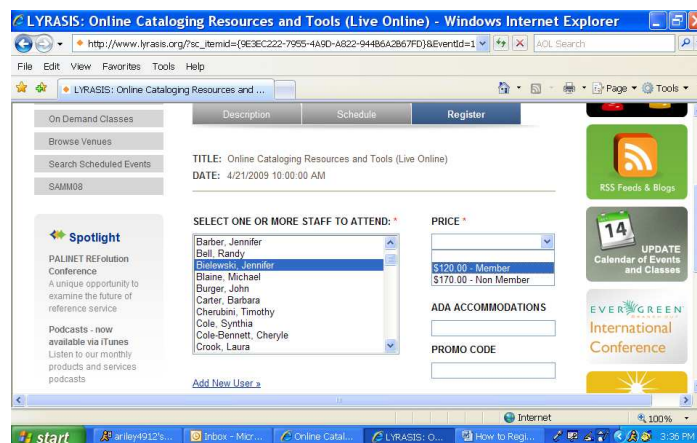 LYRASIS: Online Cataloging Resources and Tools (Live Online) - Windows Internet Explorer
http://www.lyrasis.org/?sc_itemid={9E3EC222-7955-4A9D-A822-944B6A2B67FD}&EventId=1
AOL Search
File Edit View Favorites Tools Help
LYRASIS: Online Cataloging Resources and ...
Page Tools
On Demand Classes
Browse Venues
Search Scheduled Events
SAMM08
Description Schedule Register
TITLE: Online Cataloging Resources and Tools (Live Online)
DATE: 4/21/2009 10:00:00 AM
Spotlight
PALINET REFolution
Conference
A unique opportunity to
examine the future of
reference service
Podcasts - now
available via iTunes
Listen to our monthly
products and services
podcasts
SELECT ONE OR MORE STAFF TO ATTEND: *
Barber, Jennifer
Bell, Randy
Bielewski, Jennifer
Blaine, Michael
Burger, John
Carter, Barbara
Cherubini, Timothy
Cole, Synthia
Cole-Bennett, Cheryle
Crook, Laura
Add New User »
PRICE *
$120.00 - Member
$170.00 - Non Member
ADA ACCOMMODATIONS
PROMO CODE
RSS Feeds & Blogs
14
UPDATE
Calendar of Events
and Classes
EVERGREEN
International
Conference
Internet
100%
start
ariley4912's...
Inbox - Micr...
Online Catal...
LYRASIS: O...
How to Regi...
3:36 PM